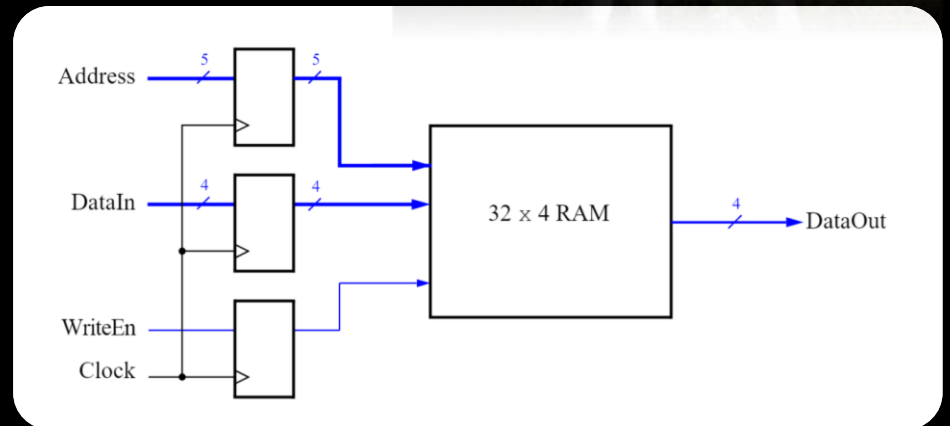 Address
5
5
DataIn
4
4
32 x 4 RAM
4
DataOut
WriteEn
Clock